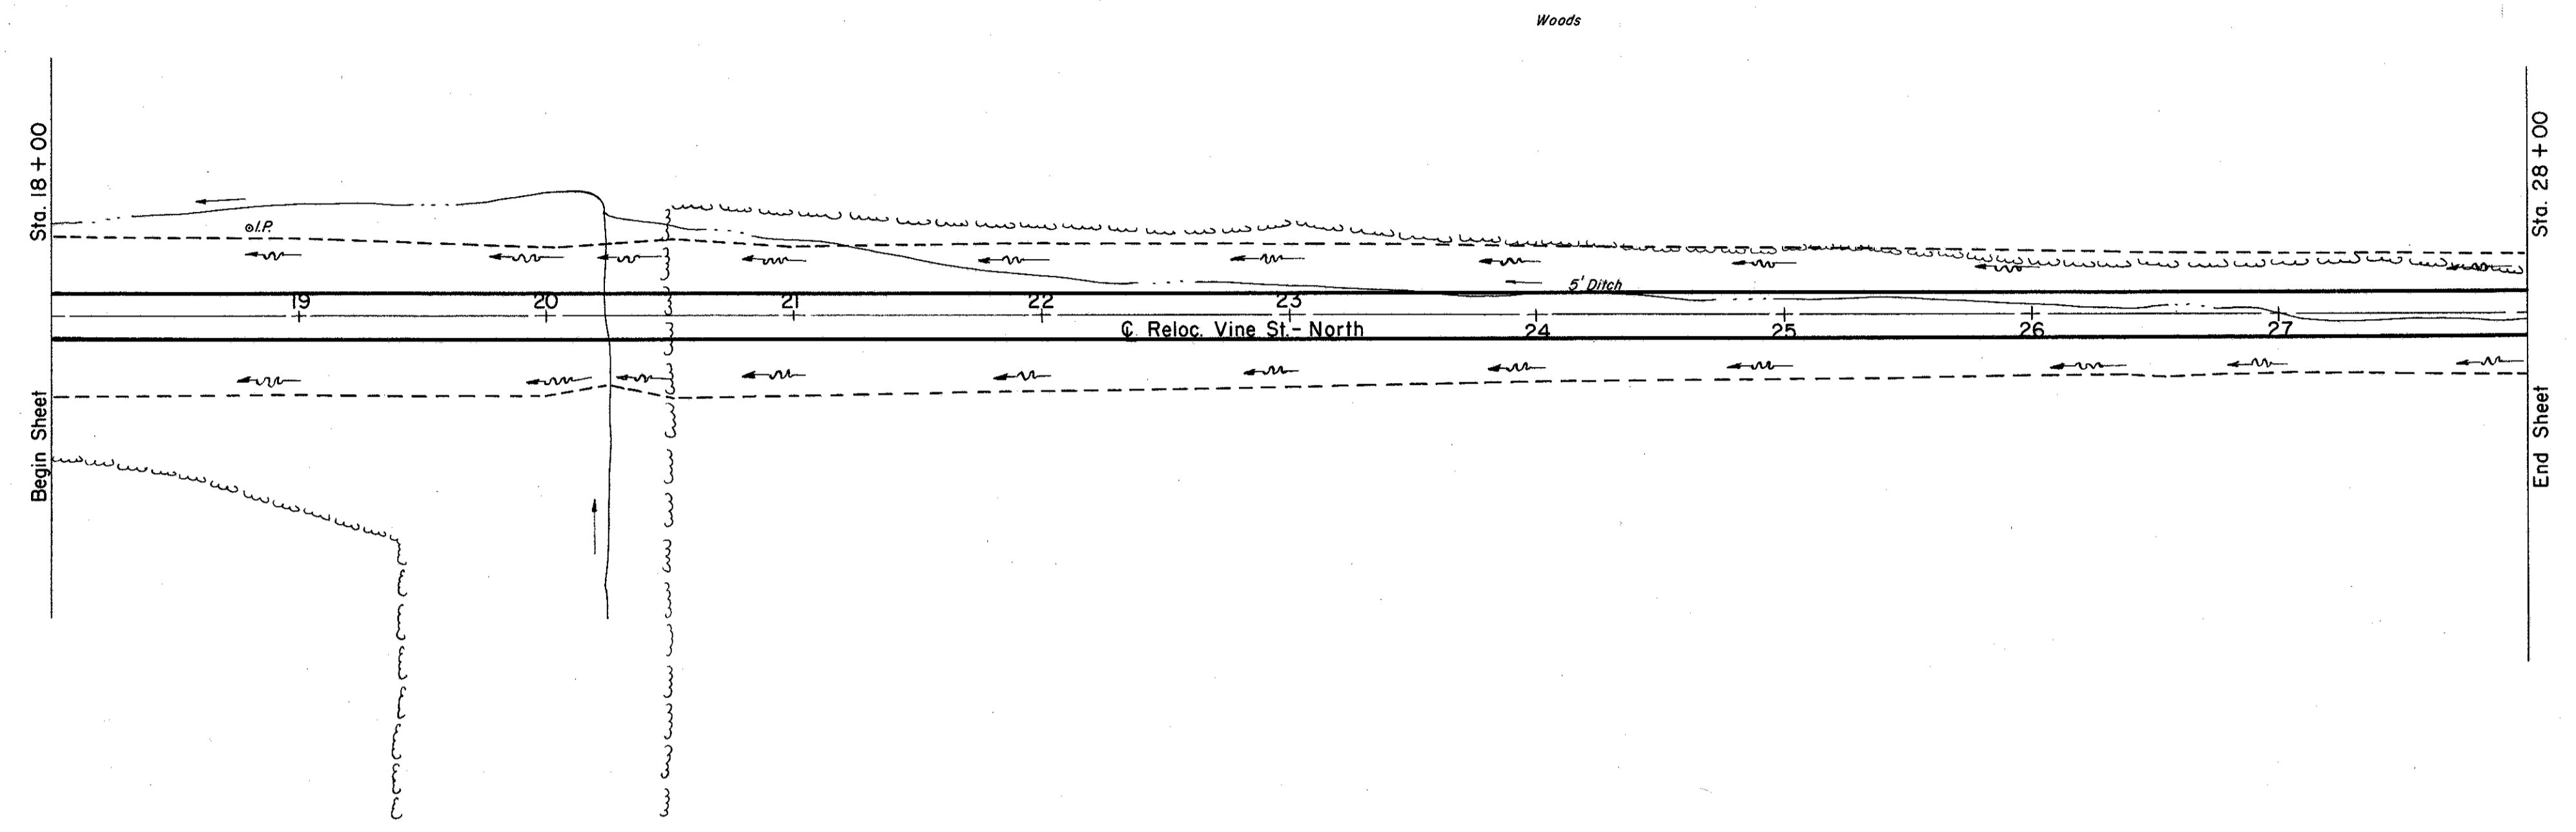 Woods
Sta. 18 + 00
Sta. 28 + 00
I.P.
5' Ditch
19 20 21 22 23
℄ Reloc. Vine St. - North
24 25 26 27
Begin Sheet
End Sheet